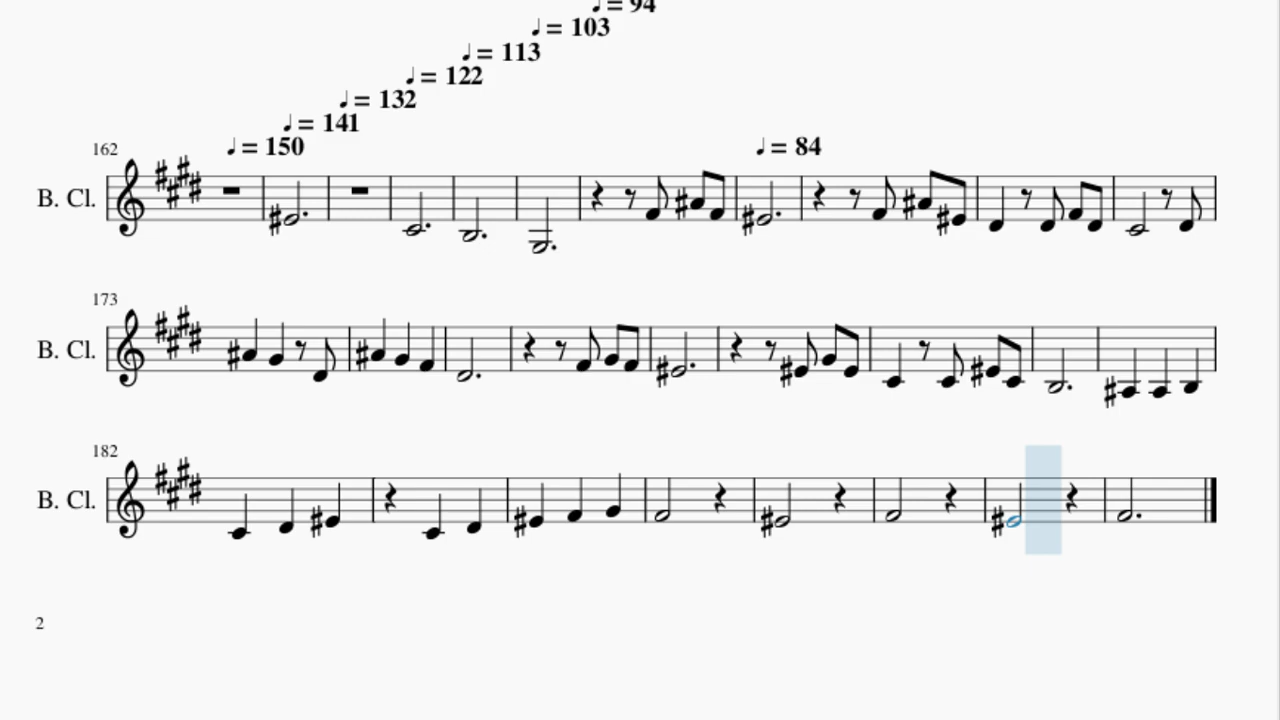 ♩ = 94
♩ = 103
♩ = 113
♩ = 122
♩ = 132
♩ = 141
162 ♩ = 150 ♩ = 84
B. Cl.
173
B. Cl.
182
B. Cl.
2